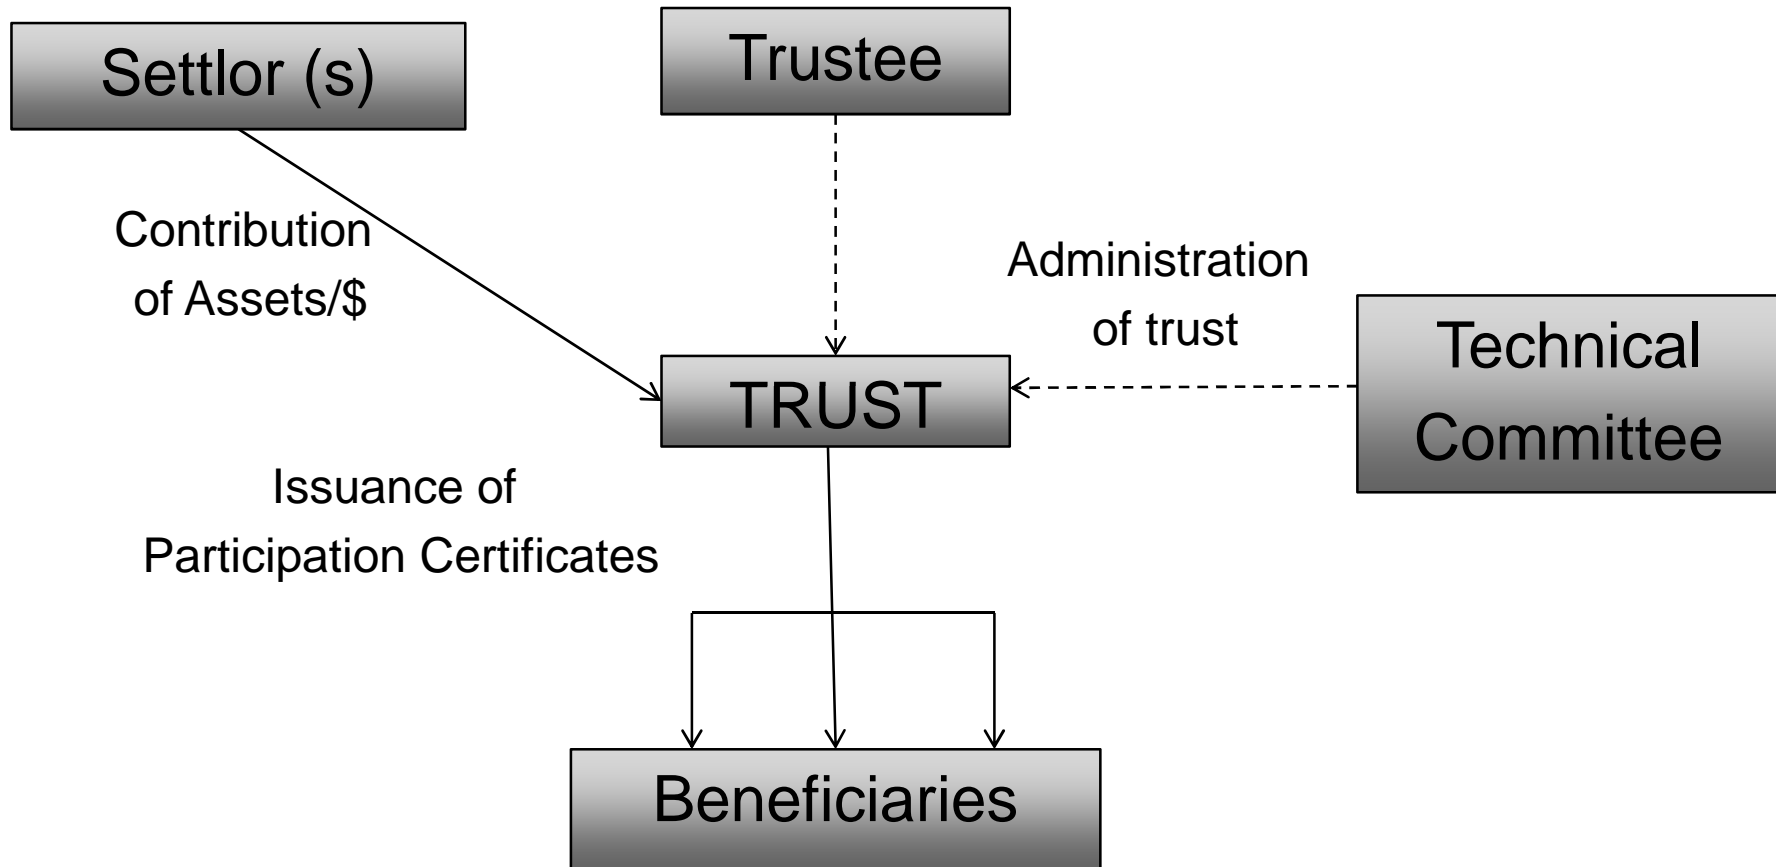 Settlor (s)
Trustee
Contribution
of Assets/$
Administration
of trust
Technical
Committee
TRUST
Issuance of
Participation Certificates
Beneficiaries